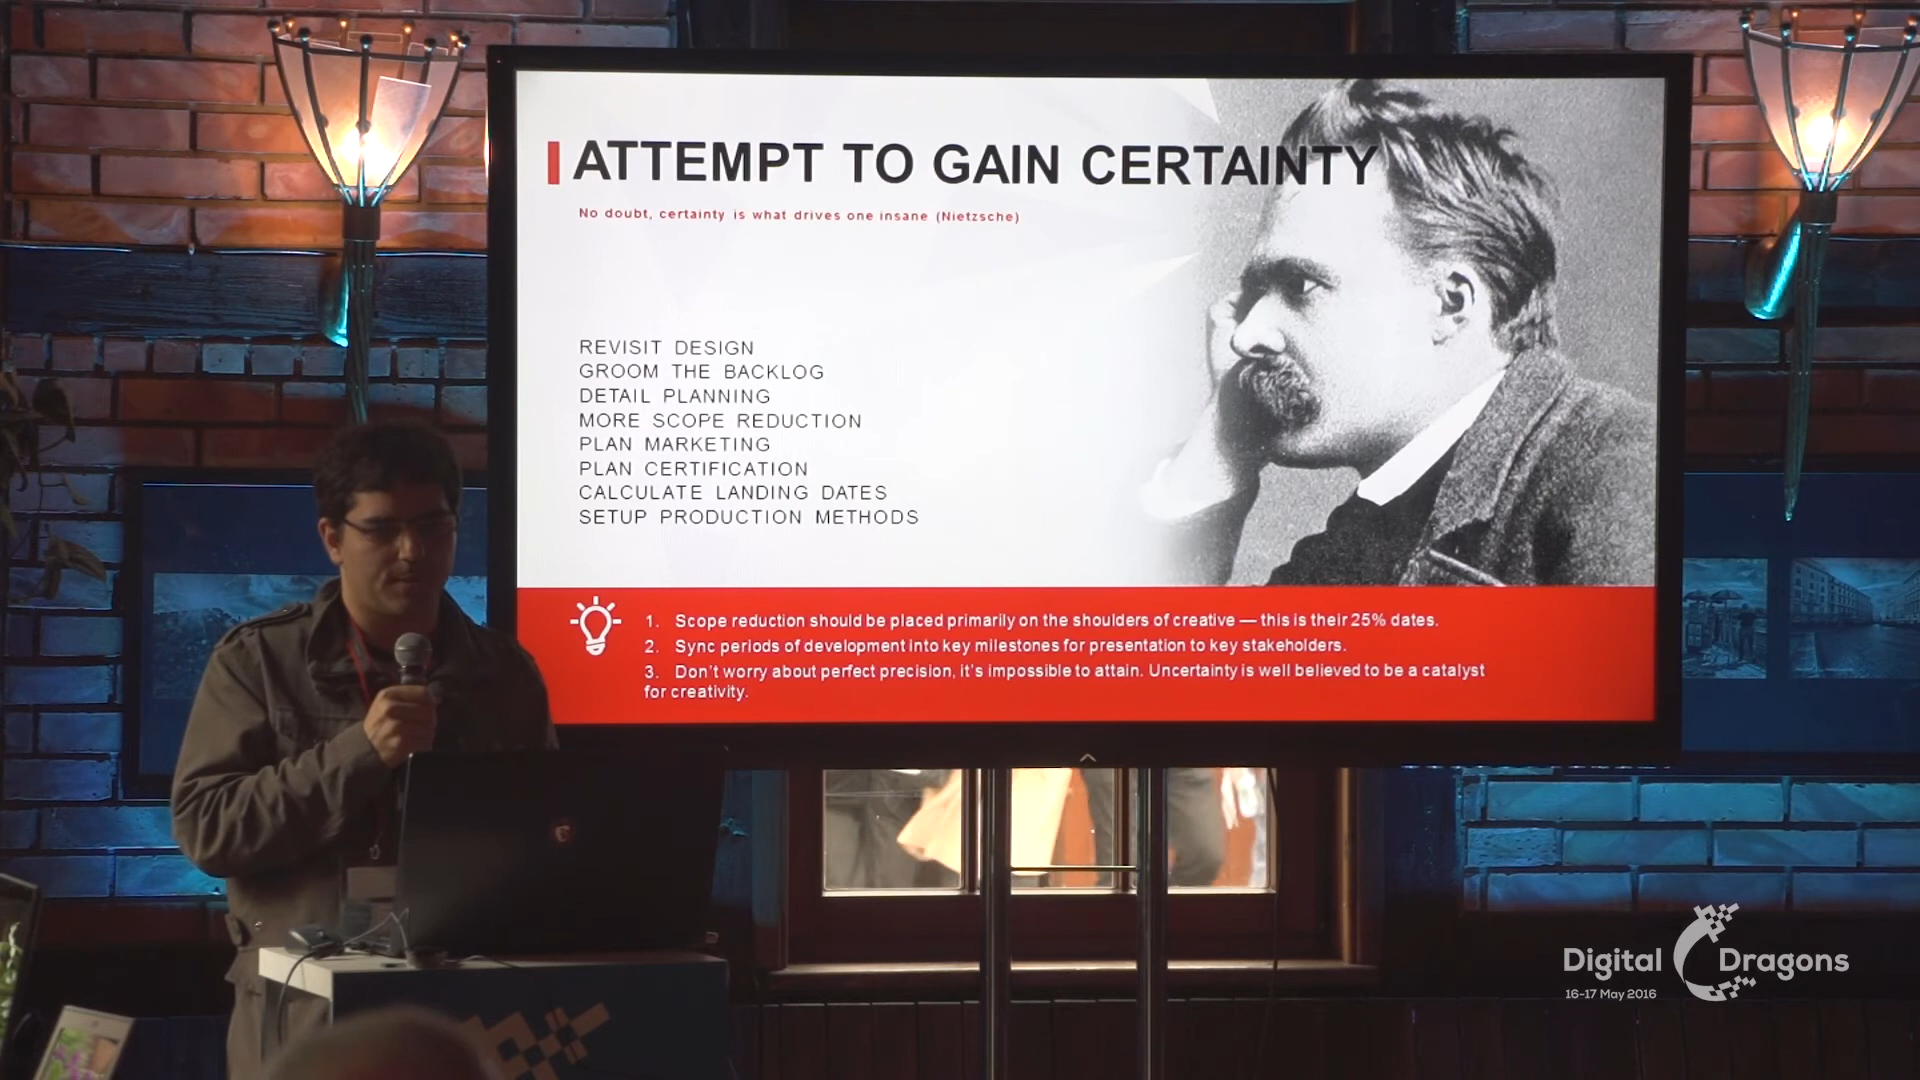 ATTEMPT TO GAIN CERTAINTY
No doubt, certainty is what drives one insane (Nietzsche)
REVISIT DESIGN
GROOM THE BACKLOG
DETAIL PLANNING
MORE SCOPE REDUCTION
PLAN MARKETING
PLAN CERTIFICATION
CALCULATE LANDING DATES
SETUP PRODUCTION METHODS
1. Scope reduction should be placed primarily on the shoulders of creative — this is their 25% dates.
2. Sync periods of development into key milestones for presentation to key stakeholders.
3. Don't worry about perfect precision, it's impossible to attain. Uncertainty is well believed to be a catalyst
for creativity.
Digital Dragons
16-17 May 2016